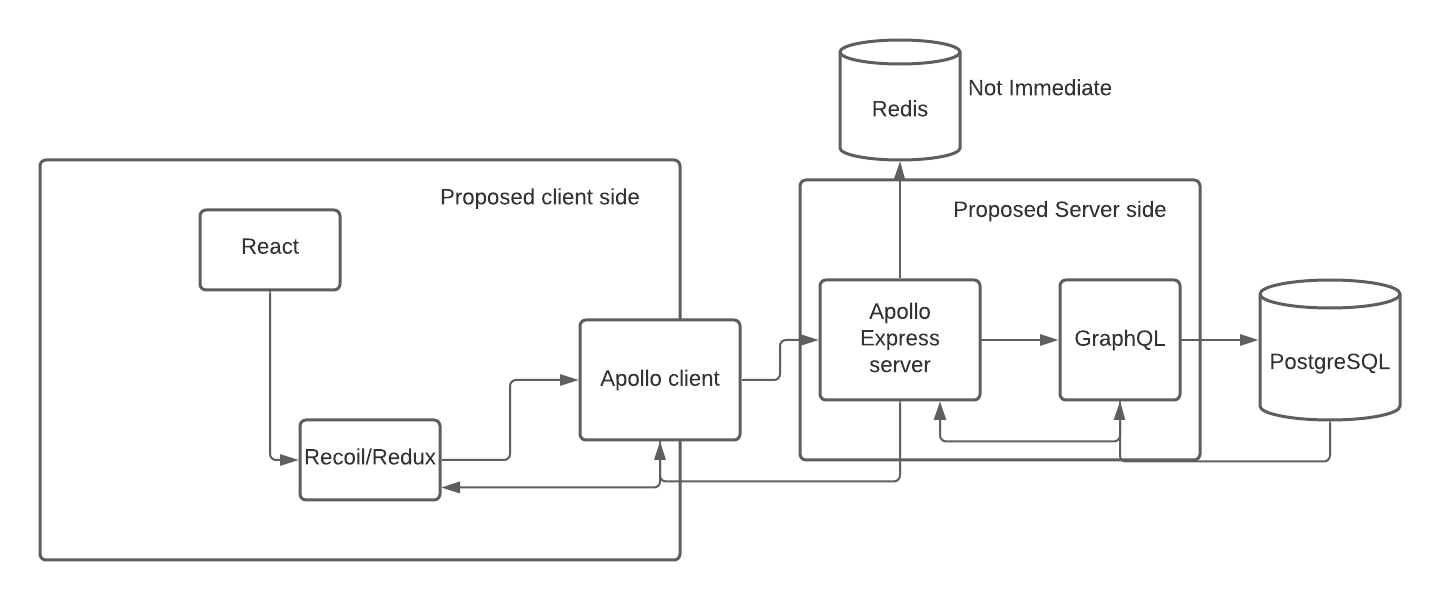 Redis
Not Immediate
Proposed client side
Proposed Server side
React
Apollo
Express
server
GraphQL
PostgreSQL
Apollo client
Recoil/Redux